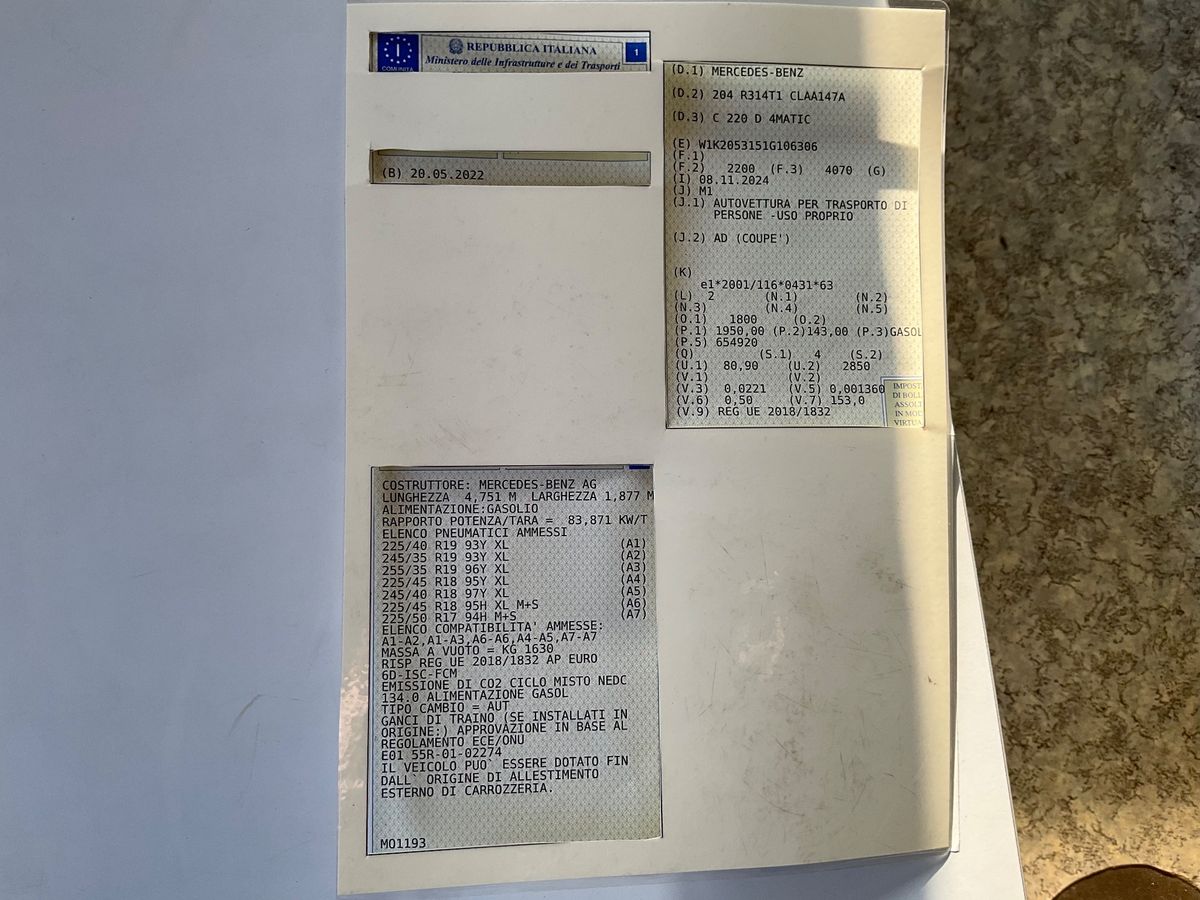 I
COMUNITÀ
REPUBBLICA ITALIANA
Ministero delle Infrastrutture e dei Trasporti
1
(B) 20.05.2022
COSTRUTTORE: MERCEDES-BENZ AG
LUNGHEZZA 4,751 M LARGHEZZA 1,877 M
ALIMENTAZIONE:GASOLIO
RAPPORTO POTENZA/TARA = 83,871 KW/T
ELENCO PNEUMATICI AMMESSI
225/40 R19 93Y XL (A1)
245/35 R19 93Y XL (A2)
255/35 R19 96Y XL (A3)
225/45 R18 95Y XL (A4)
245/40 R18 97Y XL (A5)
225/45 R18 95H XL M+S (A6)
225/50 R17 94H M+S (A7)
ELENCO COMPATIBILITA' AMMESSE:
A1-A2,A1-A3,A6-A6,A4-A5,A7-A7
MASSA A VUOTO = KG 1630
RISP REG UE 2018/1832 AP EURO
6D-ISC-FCM
EMISSIONE DI CO2 CICLO MISTO NEDC
134.0 ALIMENTAZIONE GASOL
TIPO CAMBIO = AUT
GANCI DI TRAINO (SE INSTALLATI IN
ORIGINE:) APPROVAZIONE IN BASE AL
REGOLAMENTO ECE/ONU
E01 55R-01-02274
IL VEICOLO PUO` ESSERE DOTATO FIN
DALL` ORIGINE DI ALLESTIMENTO
ESTERNO DI CARROZZERIA.
MO1193
(D.1) MERCEDES-BENZ
(D.2) 204 R314T1 CLAA147A
(D.3) C 220 D 4MATIC
(E) W1K2053151G106306
(F.1)
(F.2) 2200 (F.3) 4070 (G)
(I) 08.11.2024
(J) M1
(J.1) AUTOVETTURA PER TRASPORTO DI
PERSONE -USO PROPRIO
(J.2) AD (COUPE')
(K)
e1*2001/116*0431*63
(L) 2 (N.1) (N.2)
(N.3) (N.4) (N.5)
(O.1) 1800 (O.2)
(P.1) 1950,00 (P.2)143,00 (P.3)GASOL
(P.5) 654920
(Q) (S.1) 4 (S.2)
(U.1) 80,90 (U.2) 2850
(V.1) (V.2)
(V.3) 0,0221 (V.5) 0,001360
(V.6) 0,50 (V.7) 153,0
(V.9) REG UE 2018/1832
IMPOST
DI BOLL
ASSOLT
IN MOD
VIRTUA